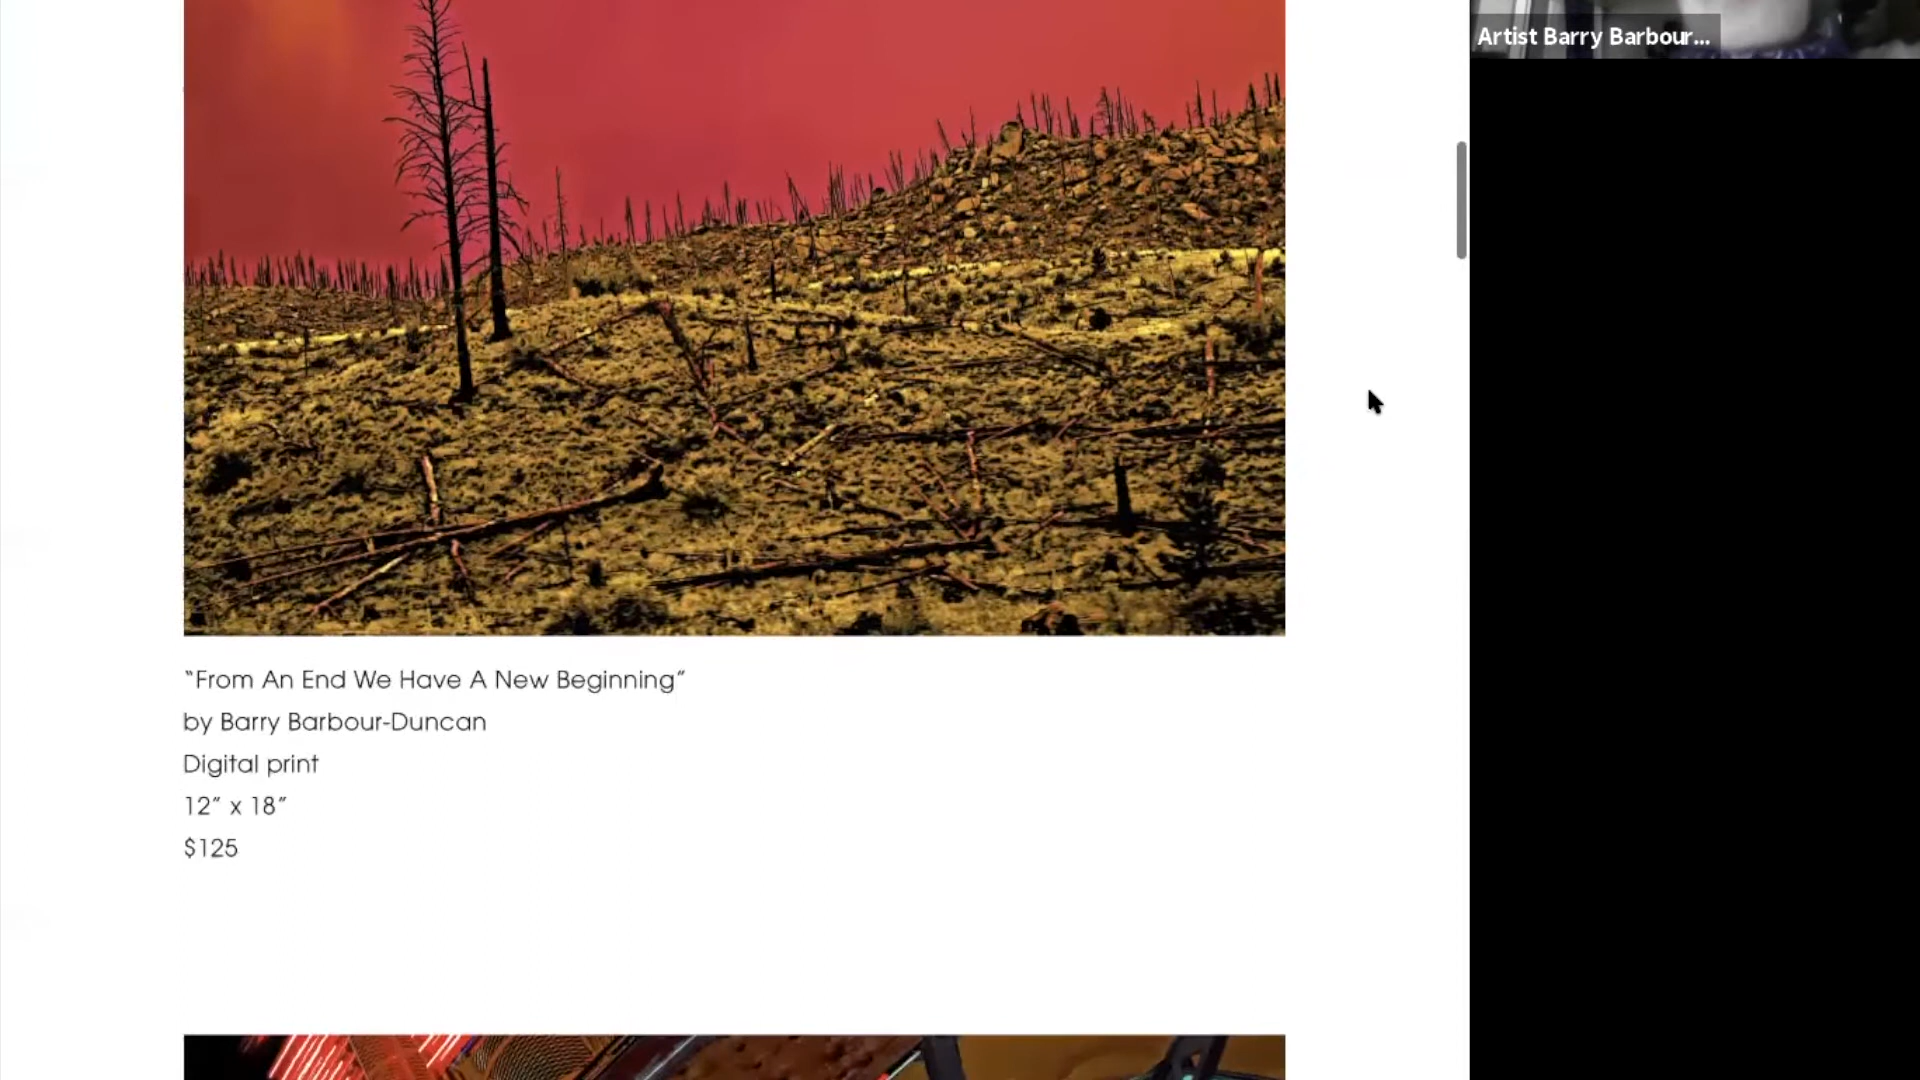 Artist Barry Barbour...
“From An End We Have A New Beginning”
by Barry Barbour-Duncan
Digital print
12” x 18”
$125